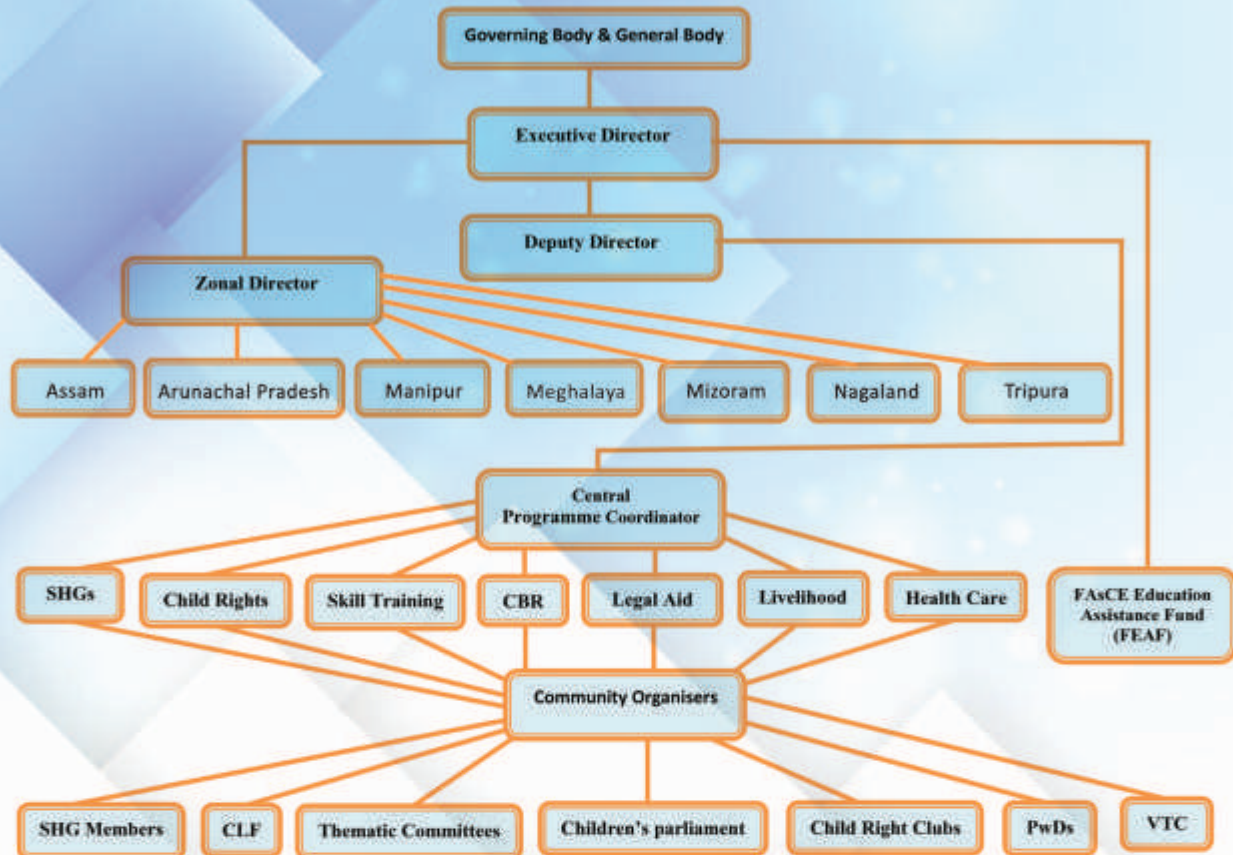 Governing Body & General Body
Executive Director
Deputy Director
Zonal Director
Assam
Arunachal Pradesh
Manipur
Meghalaya
Mizoram
Nagaland
Tripura
Central
Programme Coordinator
SHGs
Child Rights
Skill Training
CBR
Legal Aid
Livelihood
Health Care
FAsCE Education
Assistance Fund
(FEAF)
Community Organisers
SHG Members
CLF
Thematic Committees
Children's parliament
Child Right Clubs
PwDs
VTC